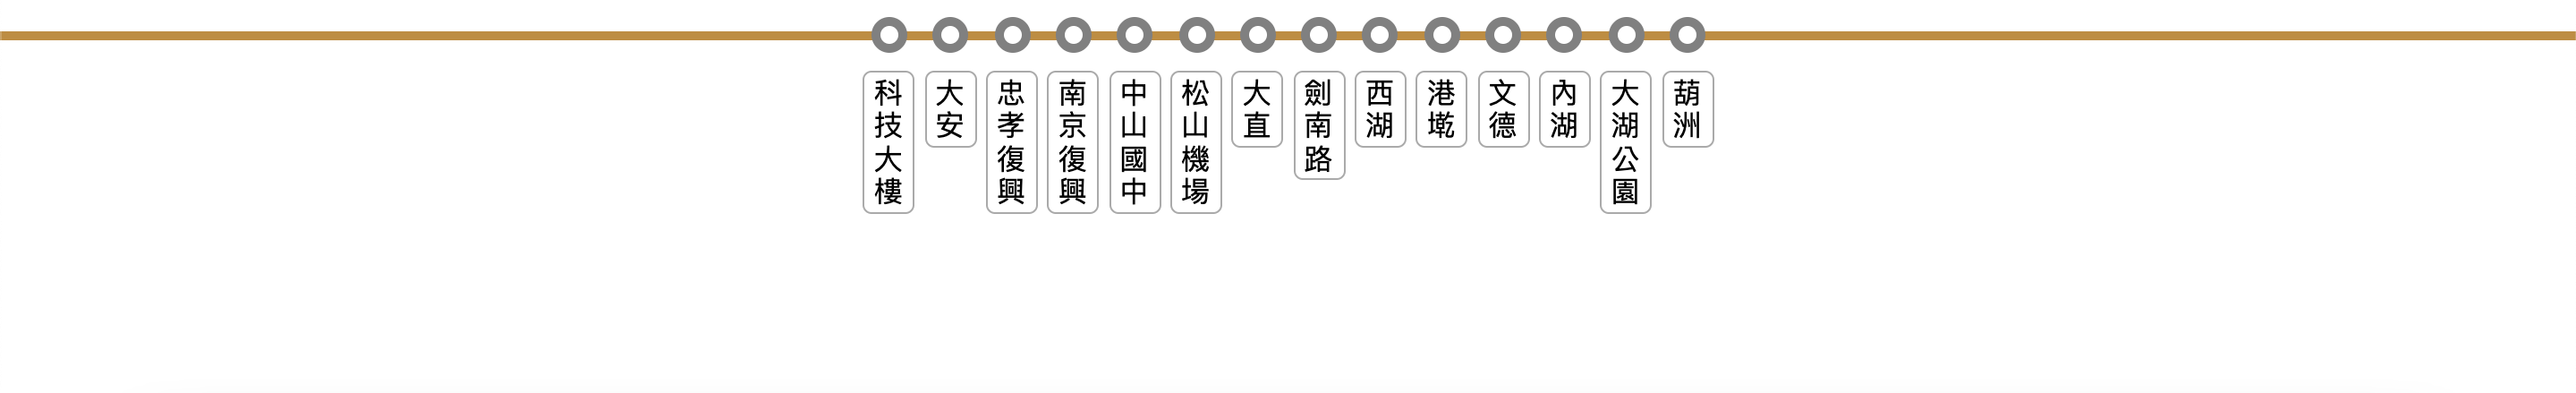 科技大樓
大安
忠孝復興
南京復興
中山國中
松山機場
大直
劍南路
西湖
港墘
文德
內湖
大湖公園
葫洲